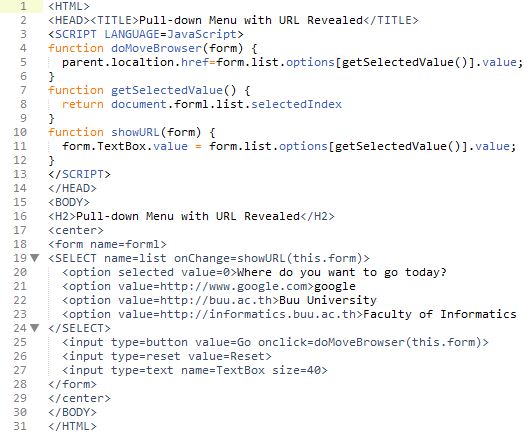 1 <HTML>
2 <HEAD><TITLE>Pull-down Menu with URL Revealed</TITLE>
3 <SCRIPT LANGUAGE=JavaScript>
4 function doMoveBrowser(form) {
5 parent.localtion.href=form.list.options[getSelectedValue()].value;
6 }
7 function getSelectedValue() {
8 return document.forml.list.selectedIndex
9 }
10 function showURL(form) {
11 form.TextBox.value = form.list.options[getSelectedValue()].value;
12 }
13 </SCRIPT>
14 </HEAD>
15 <BODY>
16 <H2>Pull-down Menu with URL Revealed</H2>
17 <center>
18 <form name=forml>
19 <SELECT name=list onChange=showURL(this.form)>
20 <option selected value=0>Where do you want to go today?
21 <option value=http://www.google.com>google
22 <option value=http://buu.ac.th>Buu University
23 <option value=http://informatics.buu.ac.th>Faculty of Informatics
24 </SELECT>
25 <input type=button value=Go onclick=doMoveBrowser(this.form)>
26 <input type=reset value=Reset>
27 <input type=text name=TextBox size=40>
28 </form>
29 </center>
30 </BODY>
31 </HTML>